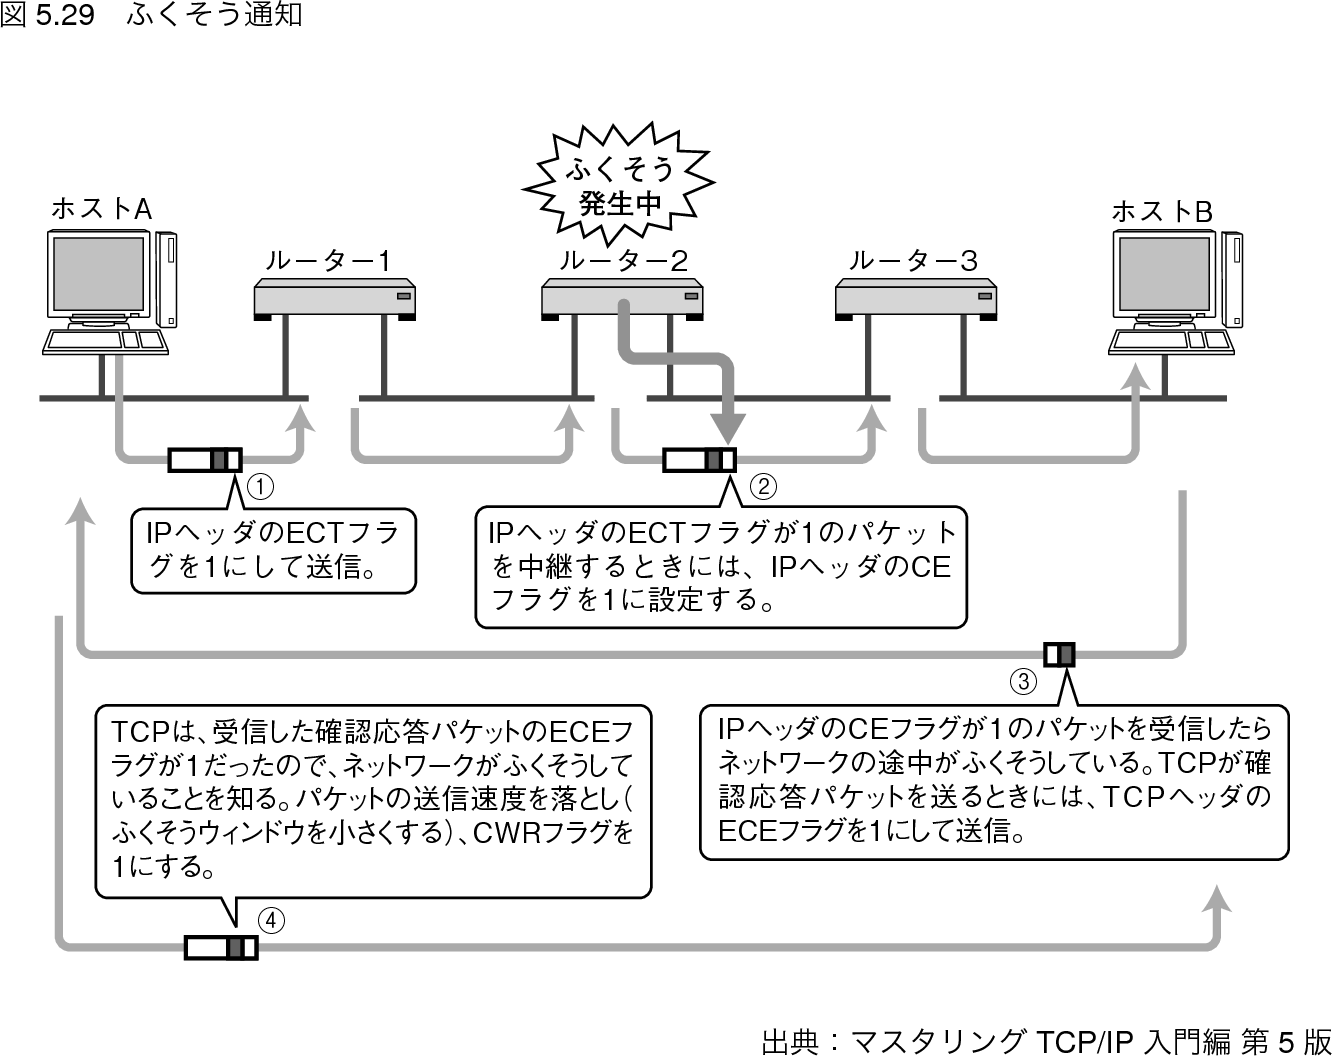 図 5.29　ふくそう通知
ふくそう
発生中
ホストA
ルーター1
ルーター2
ルーター3
ホストB
①
IPヘッダのECTフラ
グを1にして送信。
②
IPヘッダのECTフラグが1のパケット
を中継するときには、IPヘッダのCE
フラグを1に設定する。
③
IPヘッダのCEフラグが1のパケットを受信したら
ネットワークの途中がふくそうしている。TCPが確
認応答パケットを送るときには、TCPヘッダの
ECEフラグを1にして送信。
TCPは、受信した確認応答パケットのECEフ
ラグが1だったので、ネットワークがふくそうして
いることを知る。パケットの送信速度を落とし（
ふくそうウィンドウを小さくする）、CWRフラグを
1にする。
④
出典：マスタリング TCP/IP 入門編 第 5 版